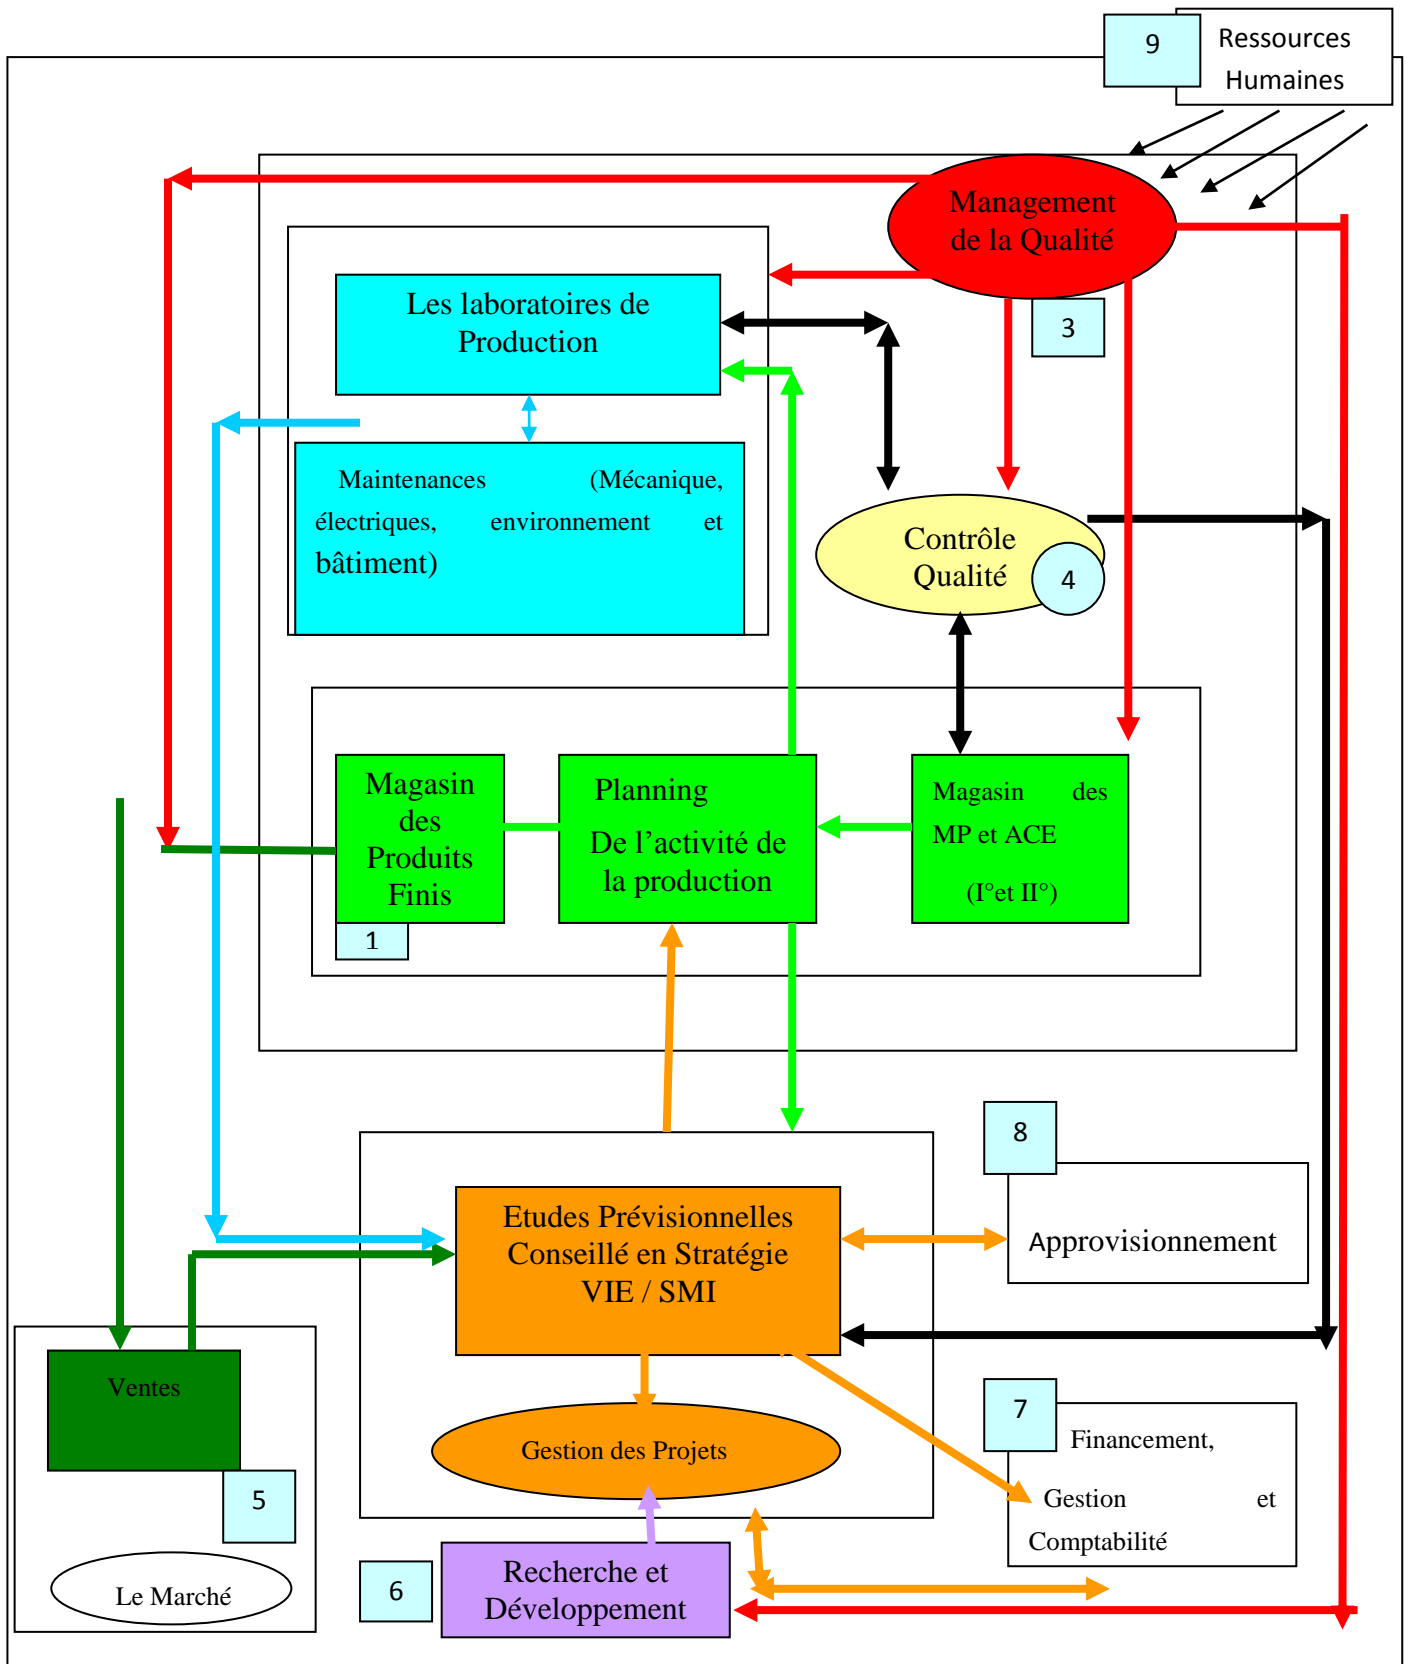 9
Ressources
Humaines
Management
de la Qualité
3
Les laboratoires de
Production
Maintenances (Mécanique,
électriques, environnement et
bâtiment)
Contrôle
Qualité
4
Magasin
des
Produits
Finis
1
Planning
De l’activité de
la production
Magasin des
MP et ACE
(I°et II°)
8
Approvisionnement
Etudes Prévisionnelles
Conseillé en Stratégie
VIE / SMI
Ventes
5
Le Marché
Gestion des Projets
7
Financement,
Gestion et
Comptabilité
6
Recherche et
Développement